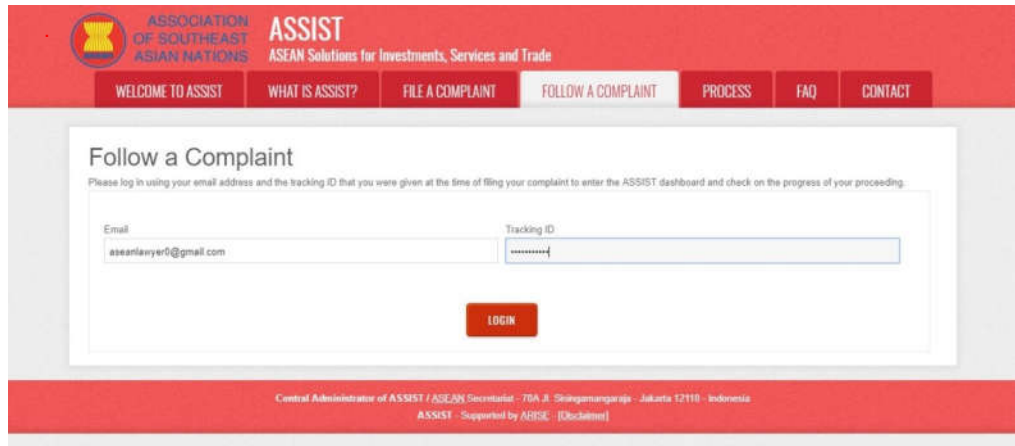 ASSOCIATION
OF SOUTHEAST
ASIAN NATIONS
ASSIST
ASEAN Solutions for Investments, Services and Trade
WELCOME TO ASSIST WHAT IS ASSIST? FILE A COMPLAINT FOLLOW A COMPLAINT PROCESS FAQ CONTACT
Follow a Complaint
Please log in using your email address and the tracking ID that you were given at the time of filing your complaint to enter the ASSIST dashboard and check on the progress of your proceeding.
Email Tracking ID
aseanlawyer0@gmail.com •••••••••••
LOGIN
Central Administrator of ASSIST / ASEAN Secretariat - 70A Jl. Sisingamangaraja - Jakarta 12110 - Indonesia
ASSIST - Supported by ARISE - [Disclaimer]